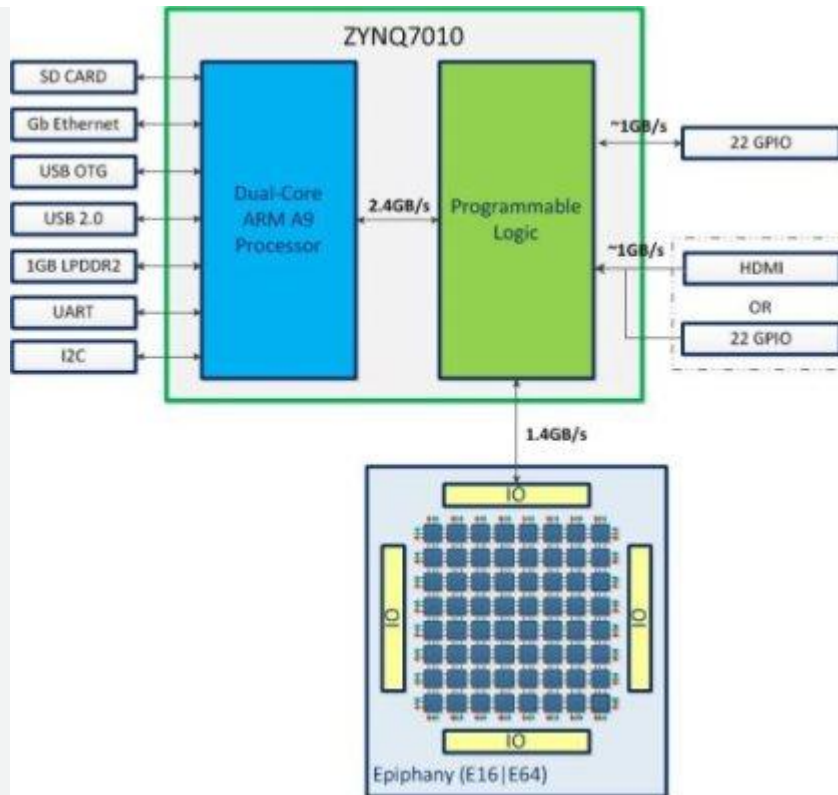 ZYNQ7010
SD CARD
Gb Ethernet
USB OTG
USB 2.0
1GB LPDDR2
UART
I2C
Dual-Core
ARM A9
Processor
2.4GB/s
Programmable
Logic
~1GB/s
22 GPIO
~1GB/s
HDMI
OR
22 GPIO
1.4GB/s
IO
IO
IO
IO
Epiphany (E16|E64)